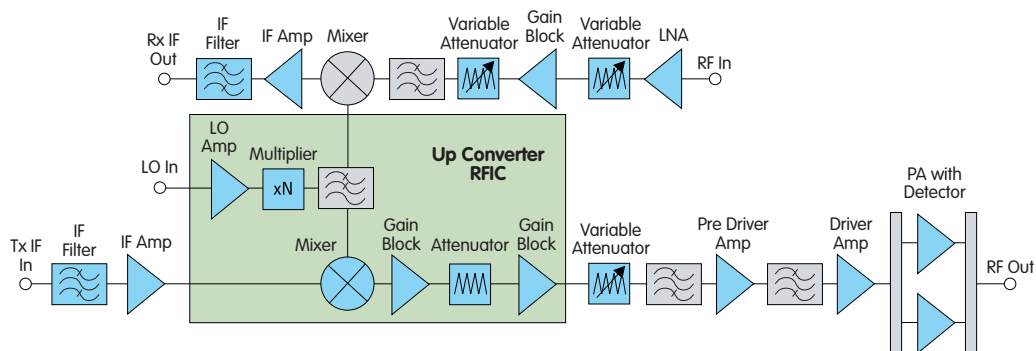 IF
Filter
IF Amp
Mixer
Variable
Attenuator
Gain
Block
Variable
Attenuator
LNA
Rx IF
Out
RF In
LO
Amp
Multiplier
Up Converter
RFIC
LO In
xN
PA with
Detector
Tx IF
In
IF
Filter
IF Amp
Mixer
Gain
Block
Attenuator
Gain
Block
Variable
Attenuator
Pre Driver
Amp
Driver
Amp
RF Out